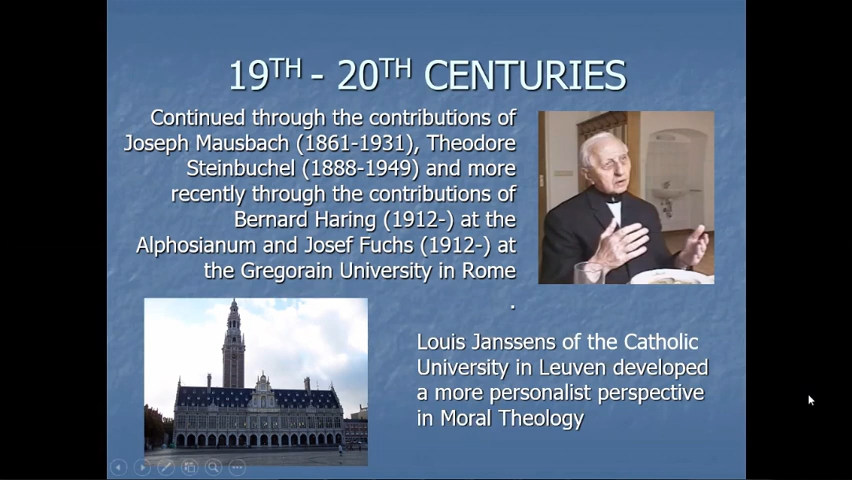 19TH - 20TH CENTURIES
Continued through the contributions of
Joseph Mausbach (1861-1931), Theodore
Steinbuchel (1888-1949) and more
recently through the contributions of
Bernard Haring (1912-) at the
Alphosianum and Josef Fuchs (1912-) at
the Gregorain University in Rome
.
Louis Janssens of the Catholic
University in Leuven developed
a more personalist perspective
in Moral Theology